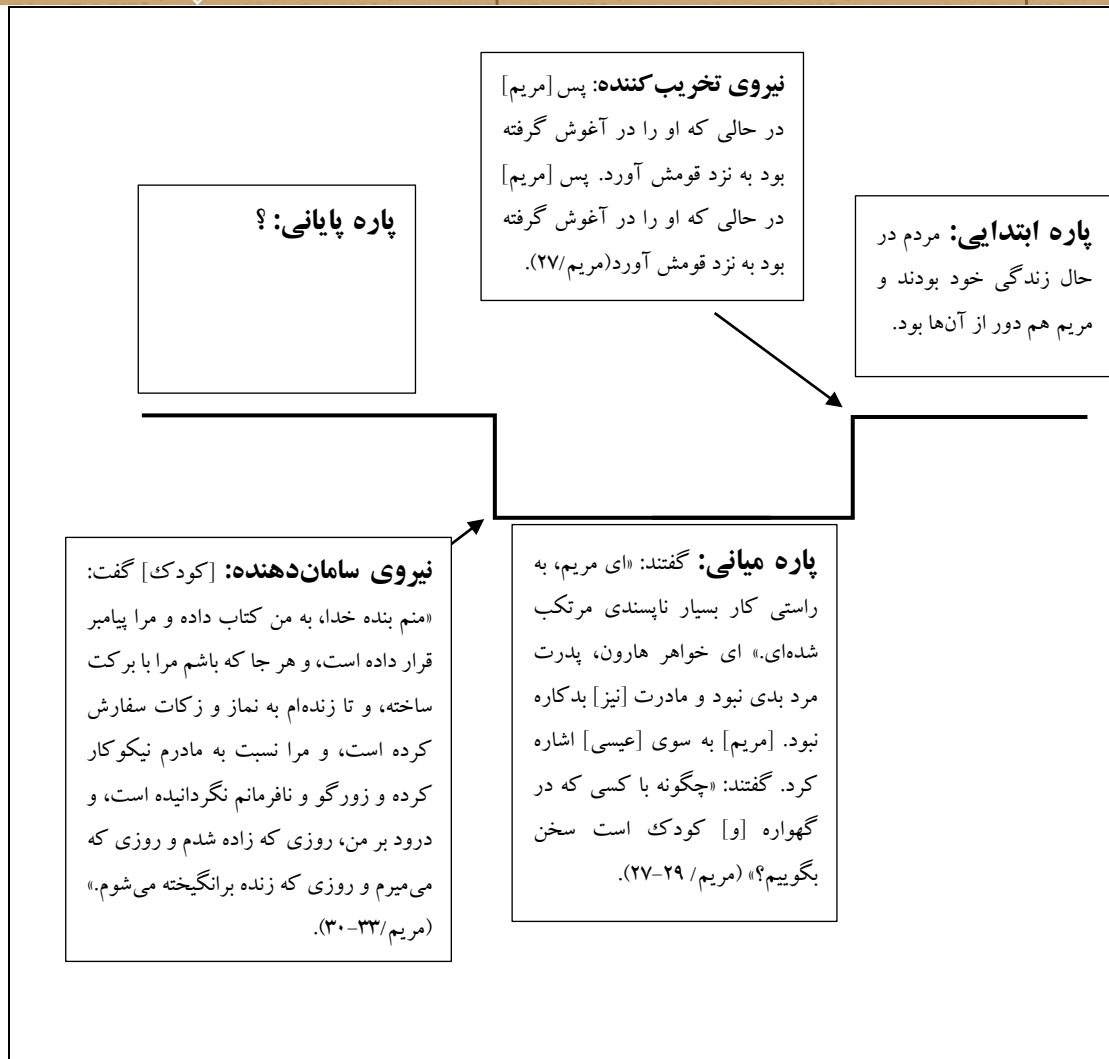 نیروی تخریب‌کننده: پس [مریم]
در حالی که او را در آغوش گرفته
بود به نزد قومش آورد. پس [مریم]
در حالی که او را در آغوش گرفته
بود به نزد قومش آورد(مریم/۲۷).
پاره ابتدایی: مردم در
حال زندگی خود بودند و
مریم هم دور از آن‌ها بود.
پاره پایانی: ؟
پاره میانی: گفتند: «ای مریم، به
راستی کار بسیار ناپسندی مرتکب
شده‌ای.» ای خواهر هارون، پدرت
مرد بدی نبود و مادرت [نیز] بدکاره
نبود. [مریم] به سوی [عیسی] اشاره
کرد. گفتند: «چگونه با کسی که در
گهواره [و] کودک است سخن
بگوییم؟» (مریم/ ۲۹-۲۷).
نیروی سامان‌دهنده: [کودک] گفت:
«منم بنده خدا، به من کتاب داده و مرا پیامبر
قرار داده است، و هر جا که باشم مرا با برکت
ساخته، و تا زنده‌ام به نماز و زکات سفارش
کرده است، و مرا نسبت به مادرم نیکوکار
کرده و زورگو و نافرمانم نگردانیده است، و
درود بر من، روزی که زاده شدم و روزی که
می‌میرم و روزی که زنده برانگیخته می‌شوم.»
(مریم/۳۳-۳۰).